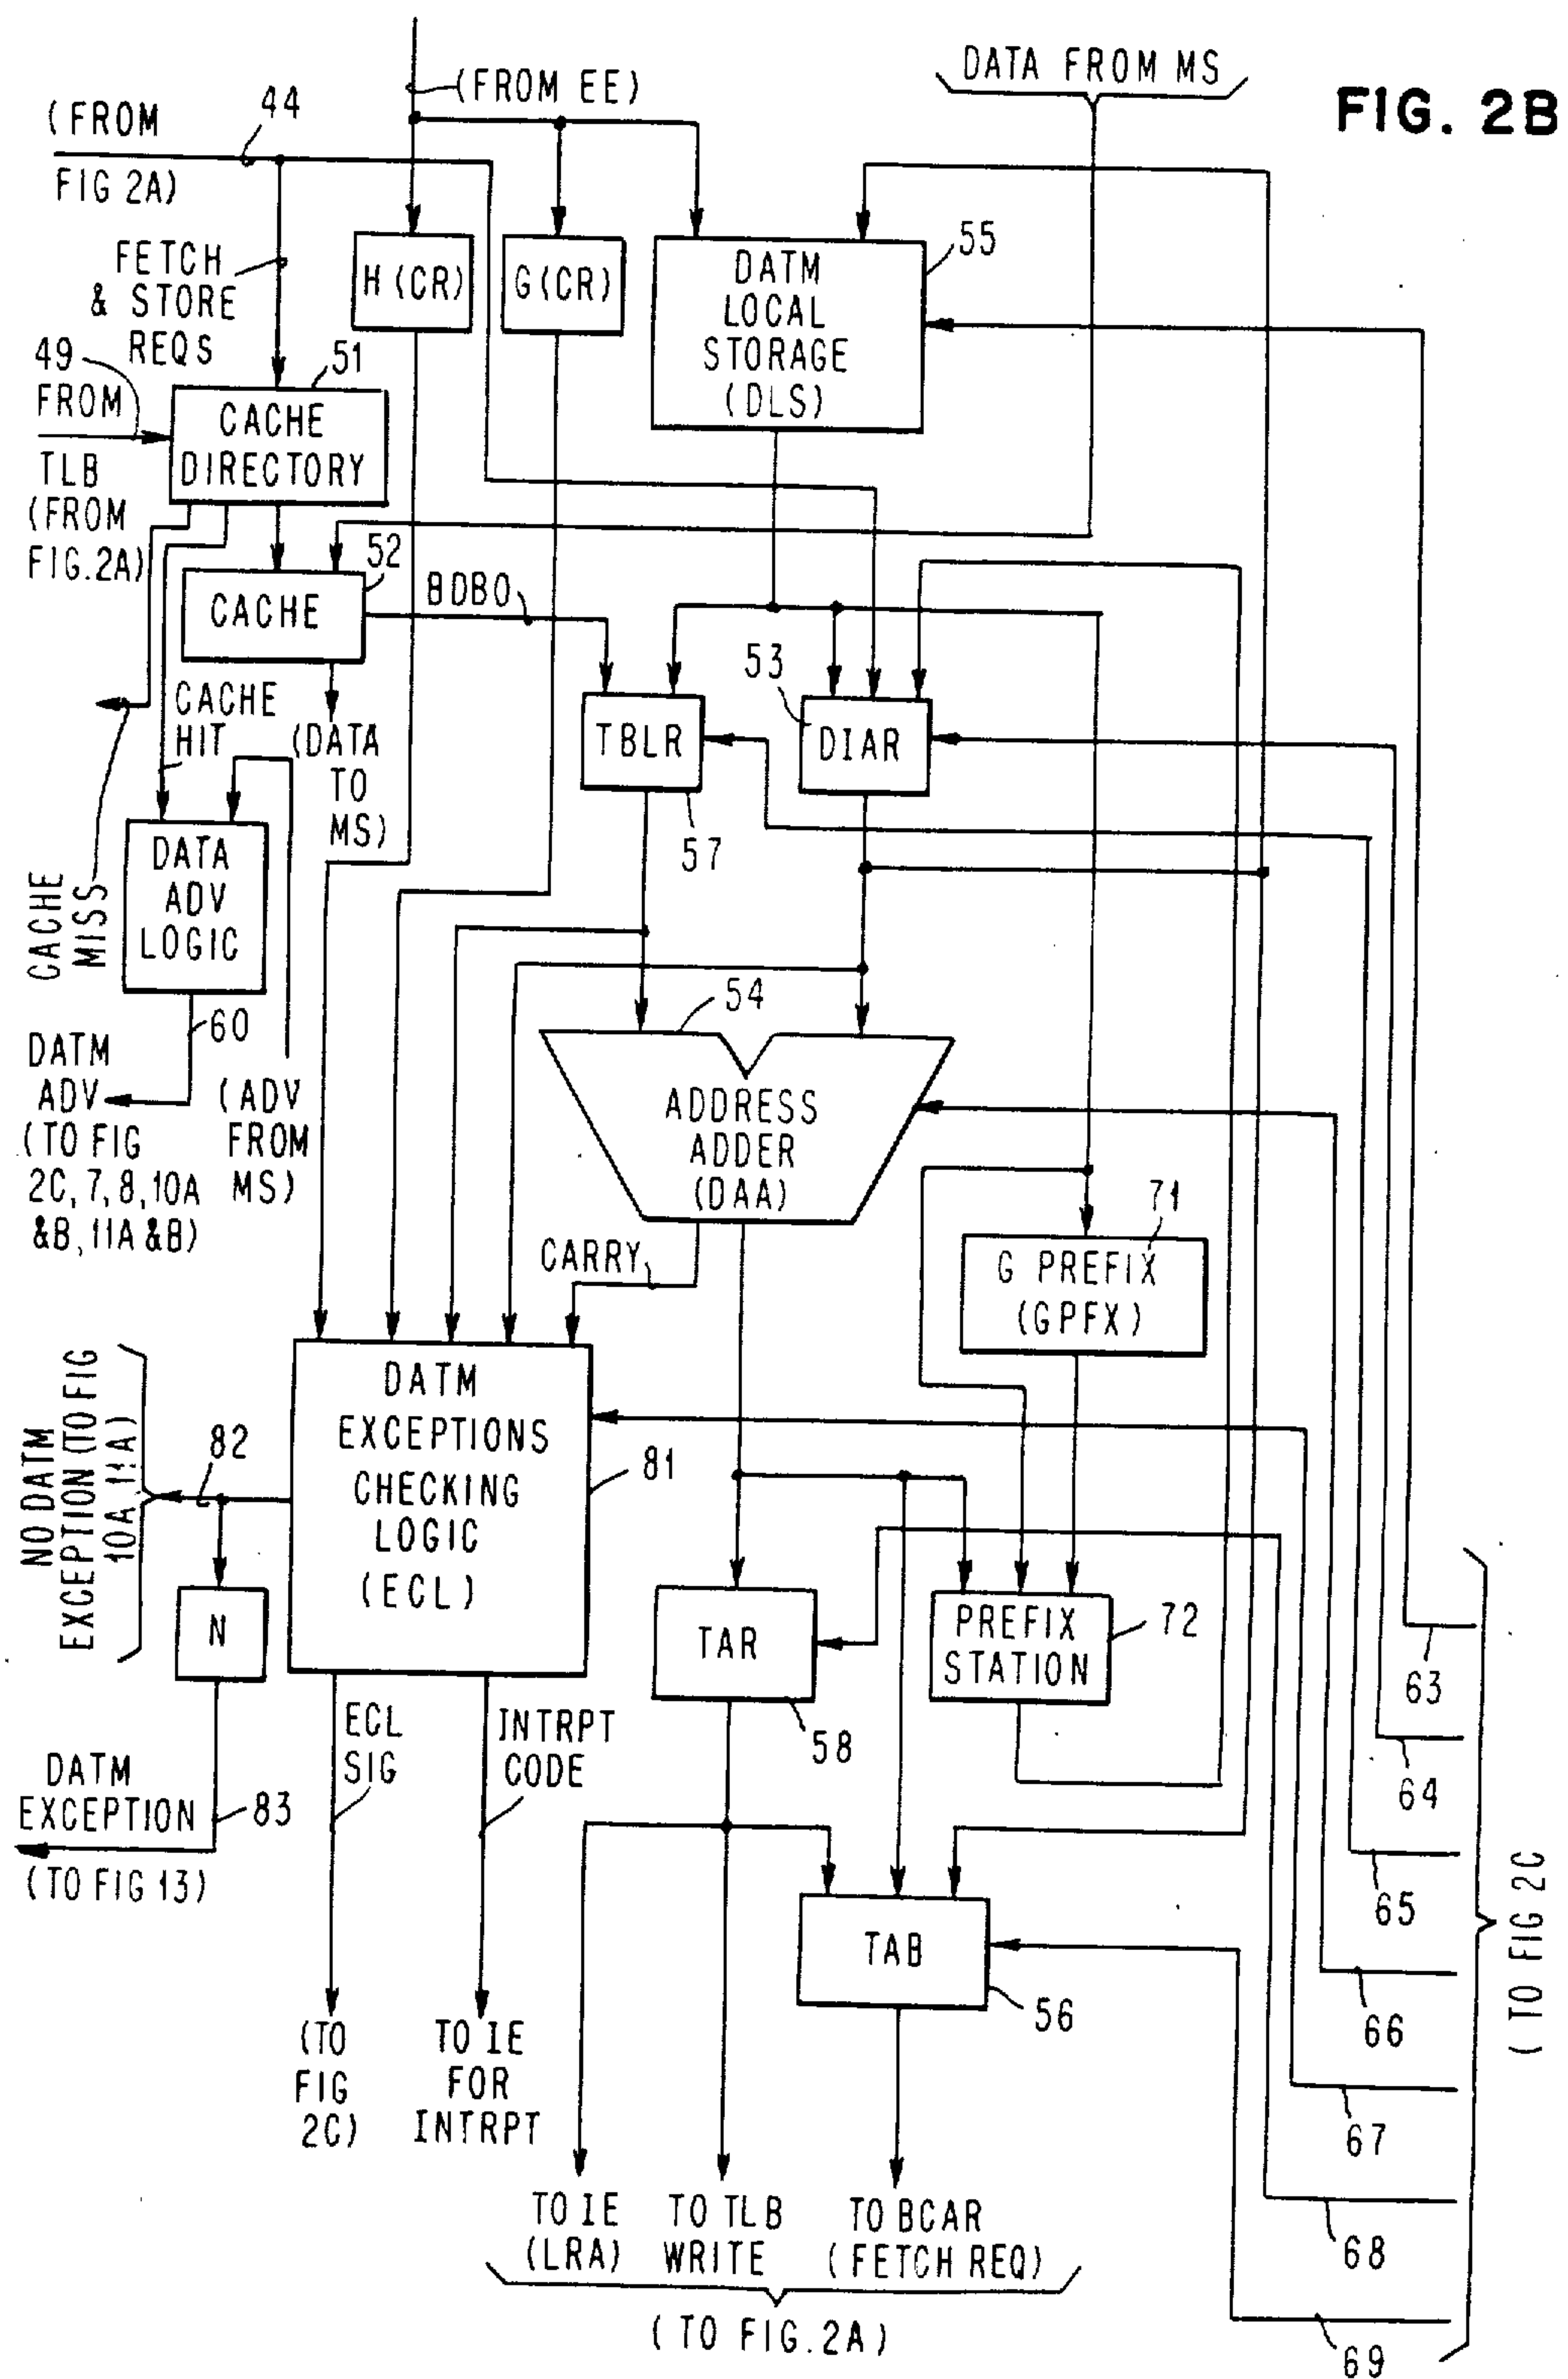 FIG. 2B
(FROM EE)
DATA FROM MS
44
(FROM
FIG 2A)
FETCH
& STORE
REQS
H (CR)
G (CR)
DATM
LOCAL
STORAGE
(DLS)
55
49
FROM
TLB
(FROM
FIG. 2A)
51
CACHE
DIRECTORY
52
CACHE
BDBO
CACHE
HIT
(DATA
TO
MS)
TBLR
57
53
DIAR
CACHE
MISS
DATA
ADV
LOGIC
60
DATM
ADV
(TO FIG
2C, 7, 8, 10A
&B, 11A &B)
(ADV
FROM
MS)
54
ADDRESS
ADDER
(DAA)
CARRY
71
G PREFIX
(GPFX)
NO DATM
EXCEPTION (TO FIG
10A, 11A)
82
DATM
EXCEPTIONS
CHECKING
LOGIC
(ECL)
81
N
TAR
58
PREFIX
STATION
72
63
64
65
66
67
68
69
(TO FIG 2C
ECL
SIG
INTRPT
CODE
DATM
EXCEPTION
83
(TO FIG 13)
TAB
56
(TO
FIG
2C)
TO IE
FOR
INTRPT
TO IE
(LRA)
TO TLB
WRITE
TO BCAR
(FETCH REQ)
(TO FIG. 2A)